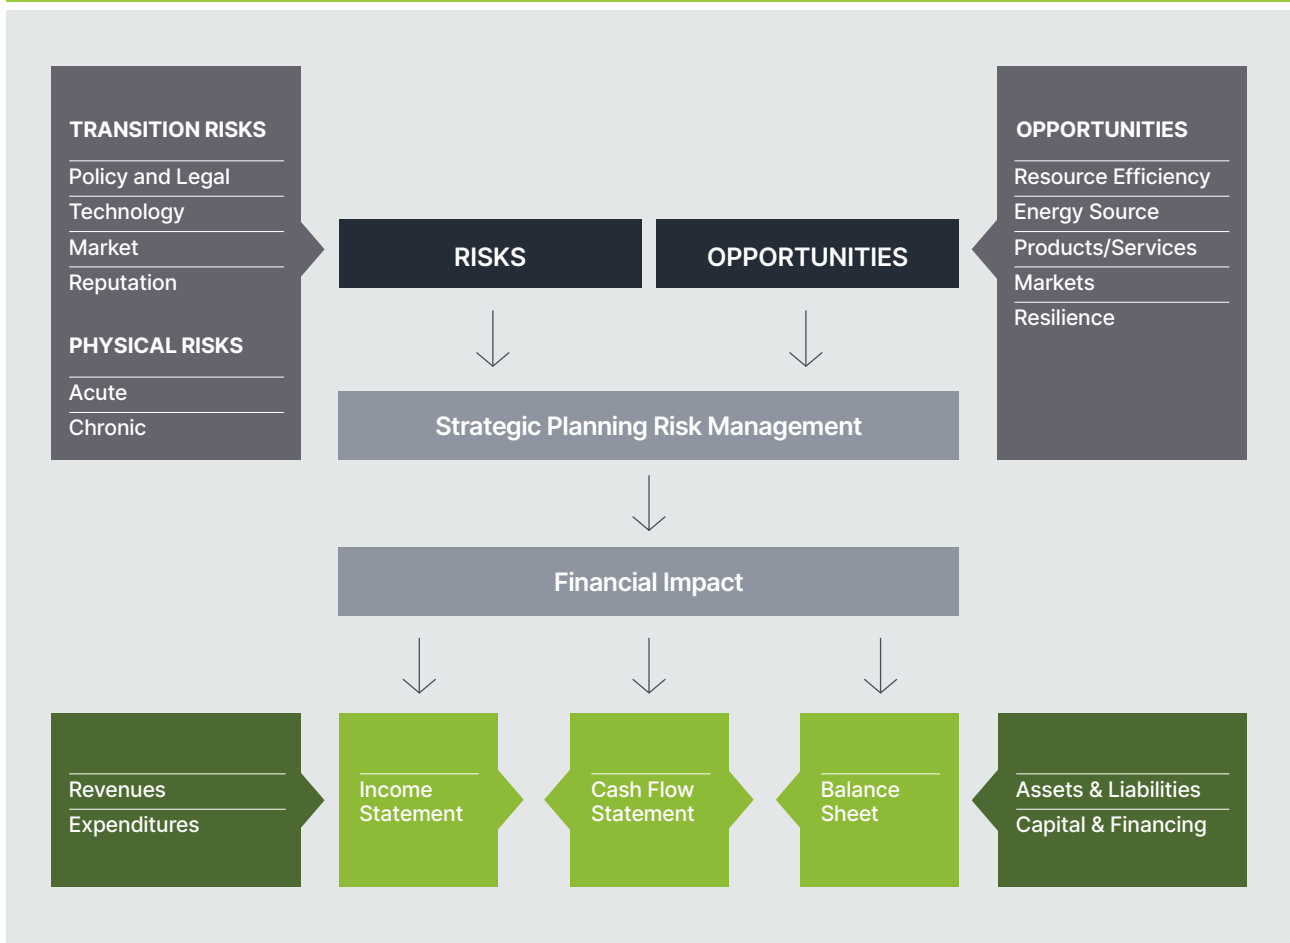 TRANSITION RISKS
Policy and Legal
Technology
Market
Reputation
PHYSICAL RISKS
Acute
Chronic
RISKS
OPPORTUNITIES
OPPORTUNITIES
Resource Efficiency
Energy Source
Products/Services
Markets
Resilience
Strategic Planning Risk Management
Financial Impact
Revenues
Expenditures
Income
Statement
Cash Flow
Statement
Balance
Sheet
Assets & Liabilities
Capital & Financing